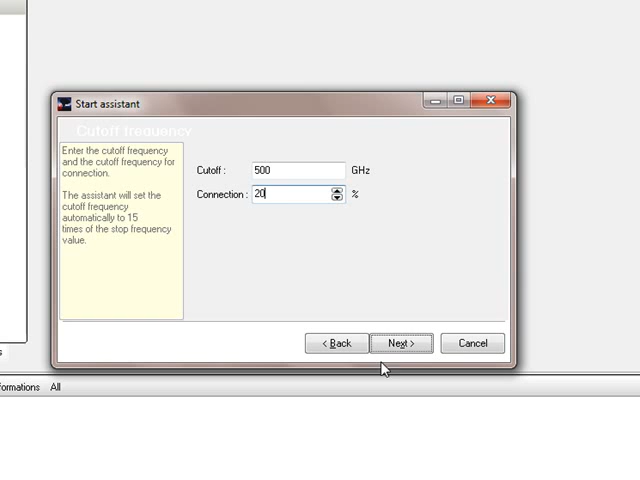 Start assistant
Cutoff frequency
Enter the cutoff frequency
and the cutoff frequency for
connection.
The assistant will set the
cutoff frequency
automatically to 15
times of the stop frequency
value.
Cutoff : 500 GHz
Connection : 20 %
< Back Next > Cancel
s
formations All